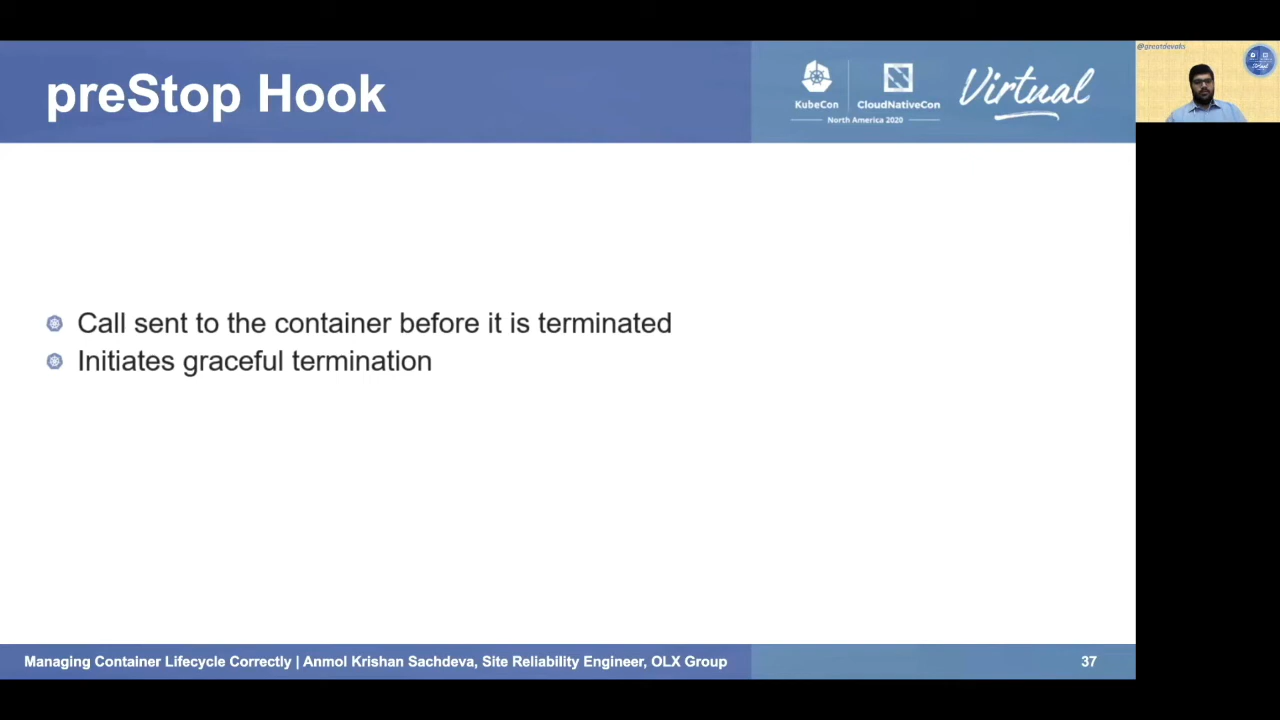 preStop Hook
KubeCon
CloudNativeCon
North America 2020
Virtual
@greatdevaks
Call sent to the container before it is terminated
Initiates graceful termination
Managing Container Lifecycle Correctly | Anmol Krishan Sachdeva, Site Reliability Engineer, OLX Group
37